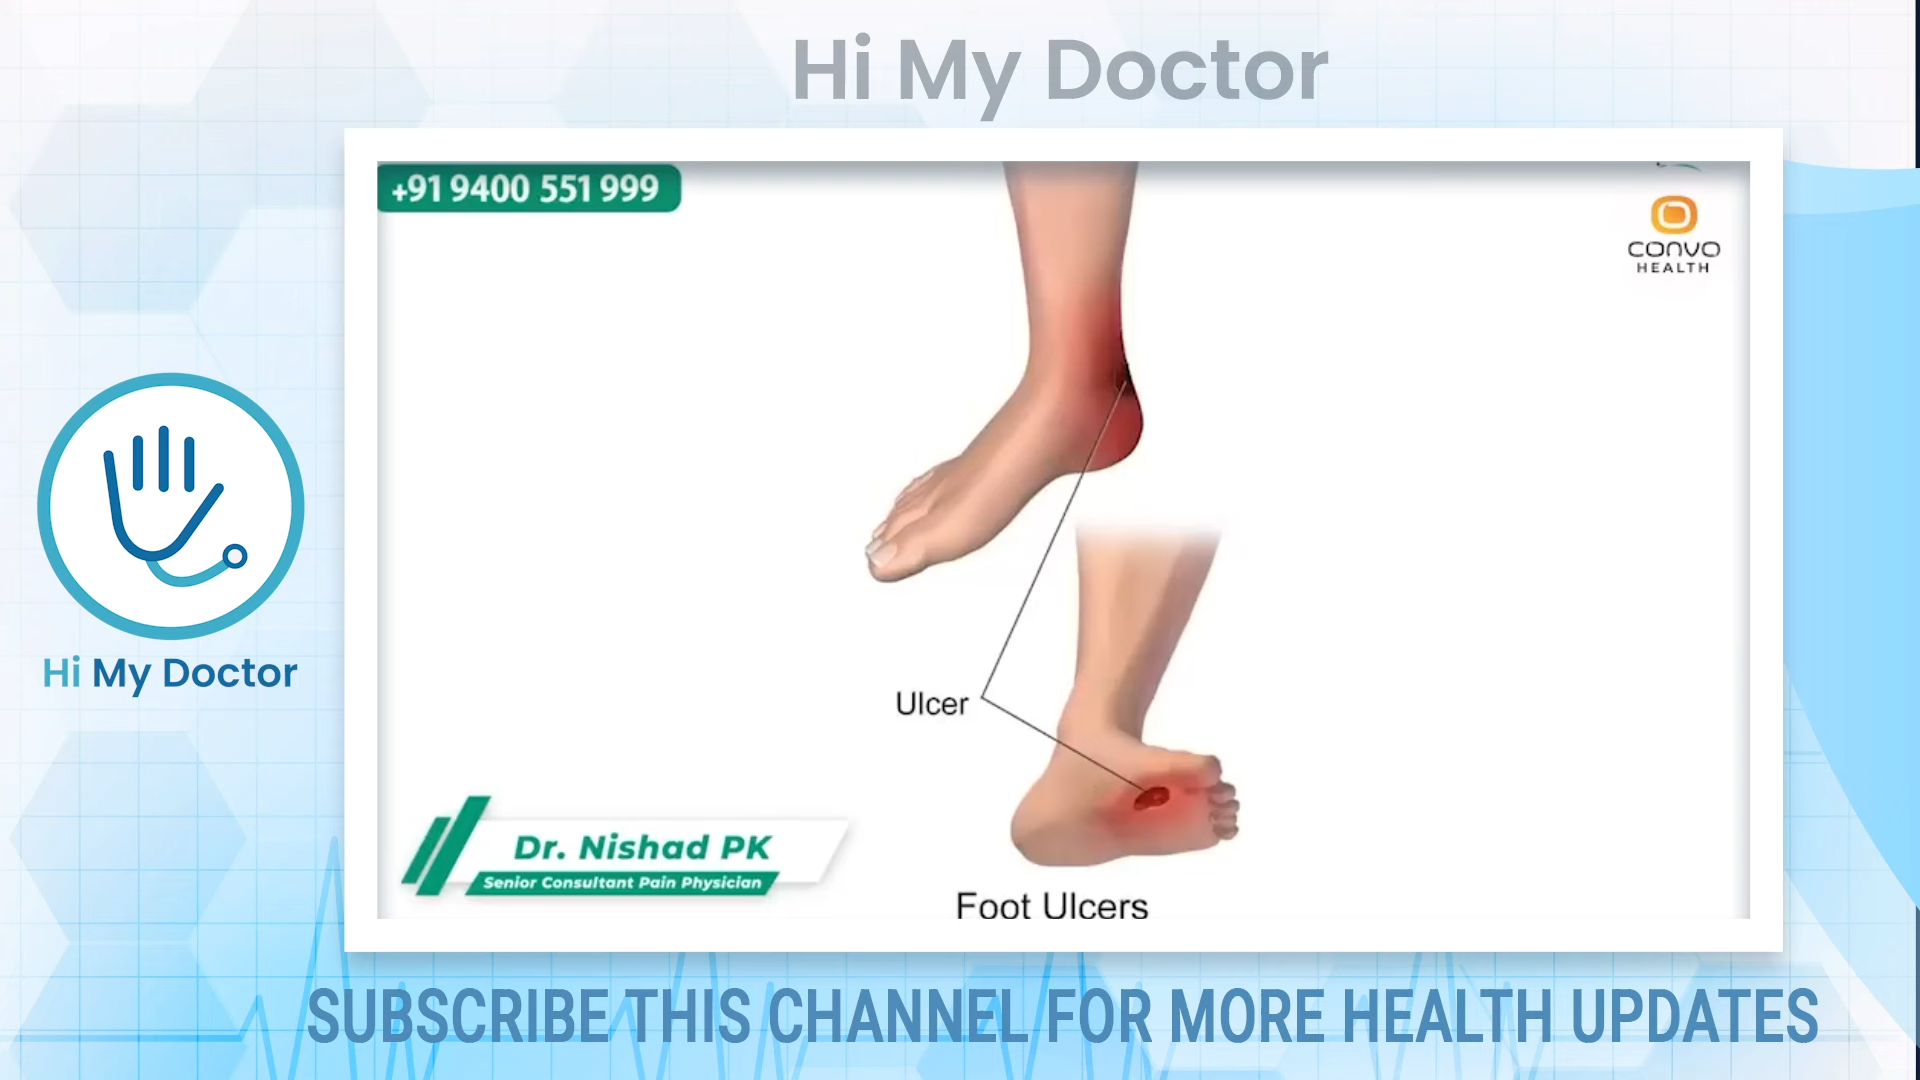 Hi My Doctor
+91 9400 551 999
CONVO
HEALTH
Hi My Doctor
Ulcer
Dr. Nishad PK
Senior Consultant Pain Physician
Foot Ulcers
SUBSCRIBE THIS CHANNEL FOR MORE HEALTH UPDATES